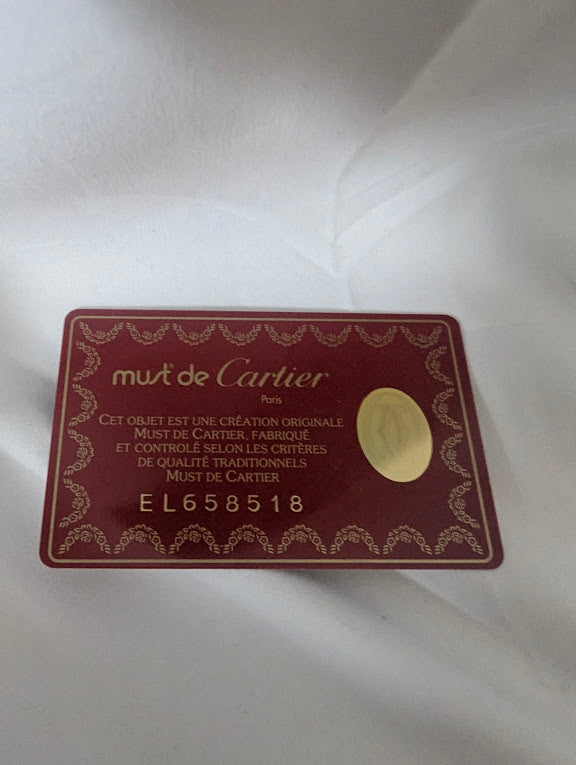 must de Cartier
Paris
CET OBJET EST UNE CRÉATION ORIGINALE
MUST DE CARTIER, FABRIQUÉ
ET CONTROLÉ SELON LES CRITÈRES
DE QUALITÉ TRADITIONNELS
MUST DE CARTIER
EL658518